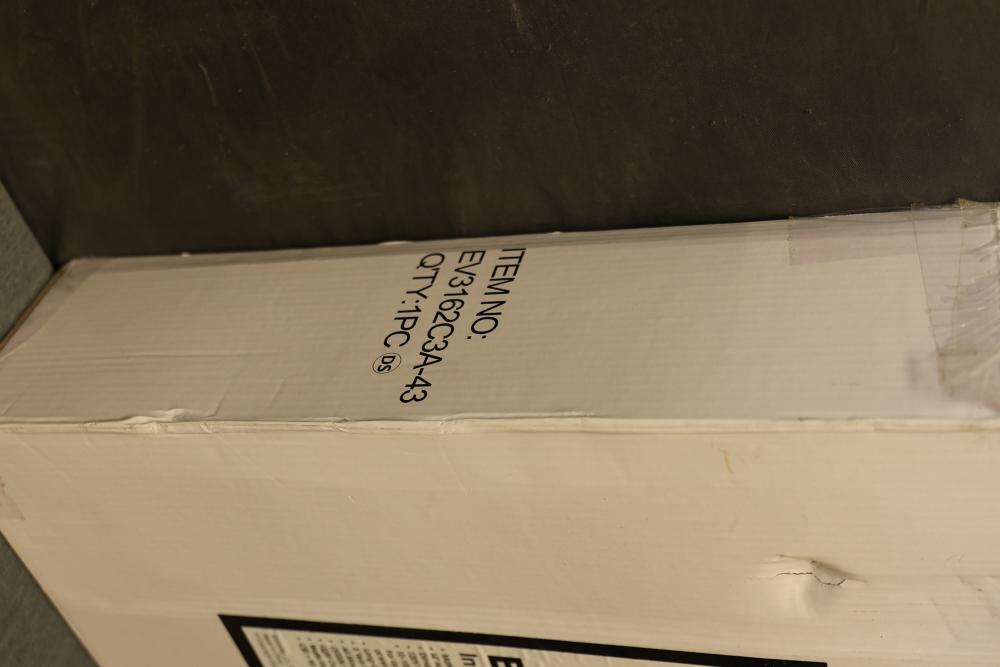 ITEM NO:
EV3162C3A-43
QTY:1PC DS